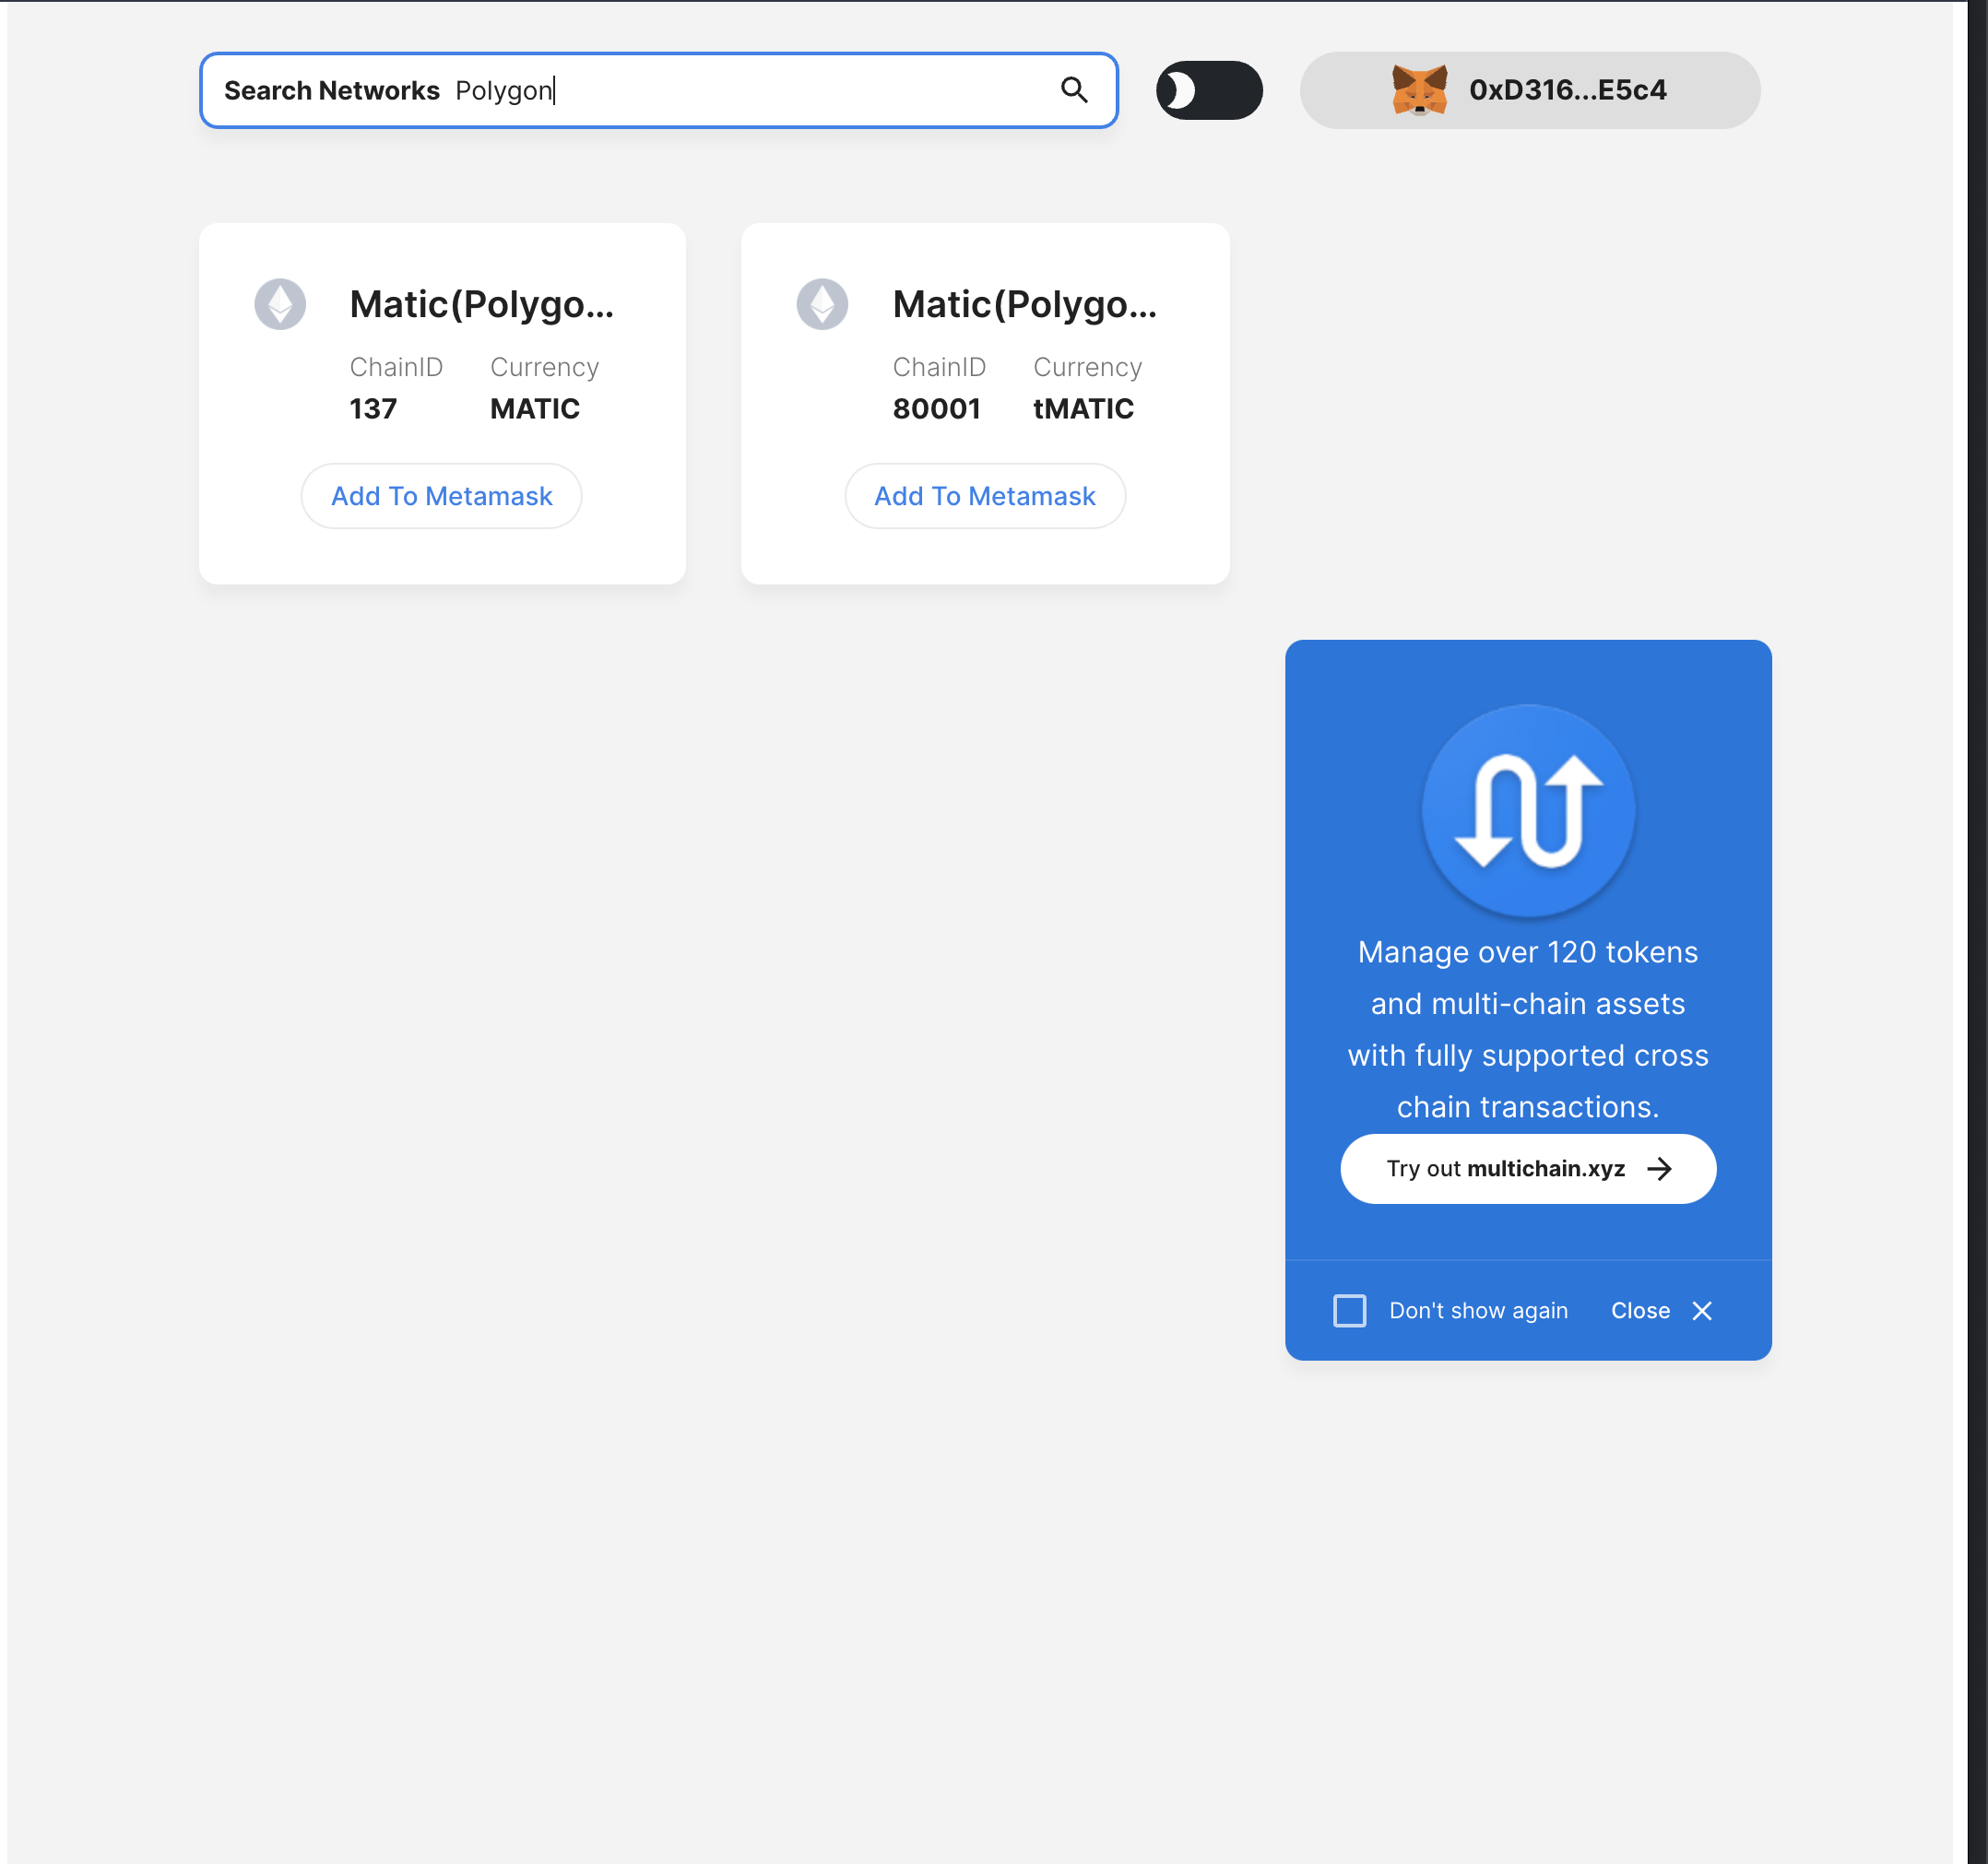 Search Networks Polygon
0xD316...E5c4
Matic(Polygo...
ChainID Currency
137 MATIC
Add To Metamask
Matic(Polygo...
ChainID Currency
80001 tMATIC
Add To Metamask
Manage over 120 tokens
and multi-chain assets
with fully supported cross
chain transactions.
Try out multichain.xyz
Don't show again Close